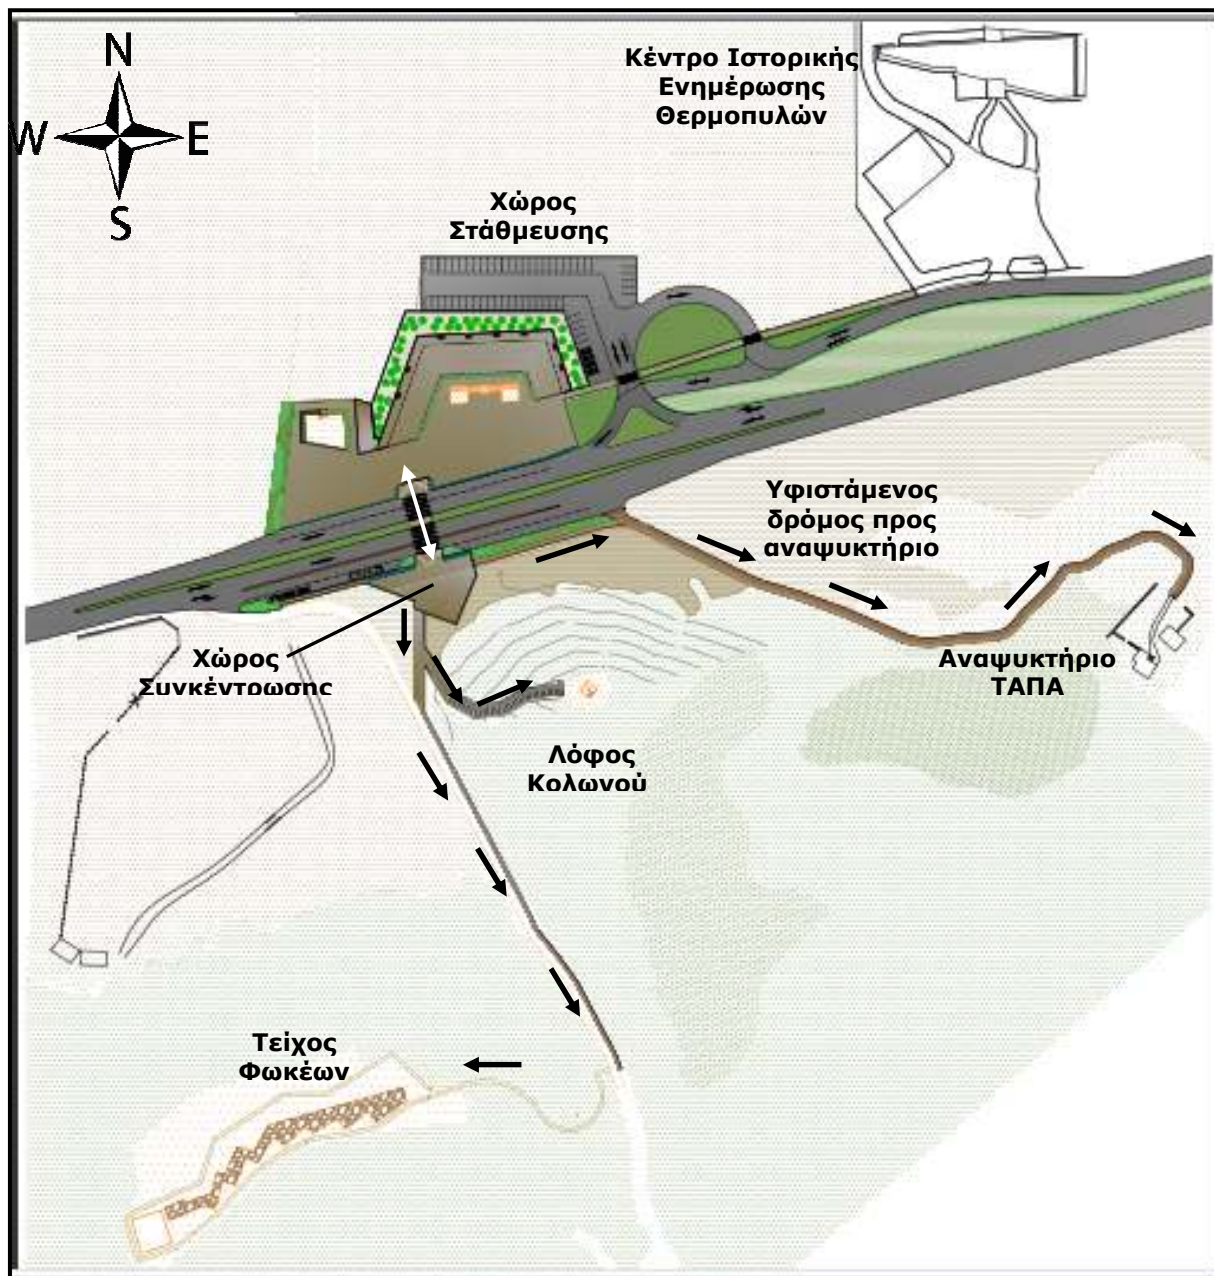 N
W E
S
Κέντρο Ιστορικής
Ενημέρωσης
Θερμοπυλών
Χώρος
Στάθμευσης
Υφιστάμενος
δρόμος προς
αναψυκτήριο
Χώρος
Συγκέντρωσης
Αναψυκτήριο
ΤΑΠΑ
Λόφος
Κολωνού
Τείχος
Φωκέων